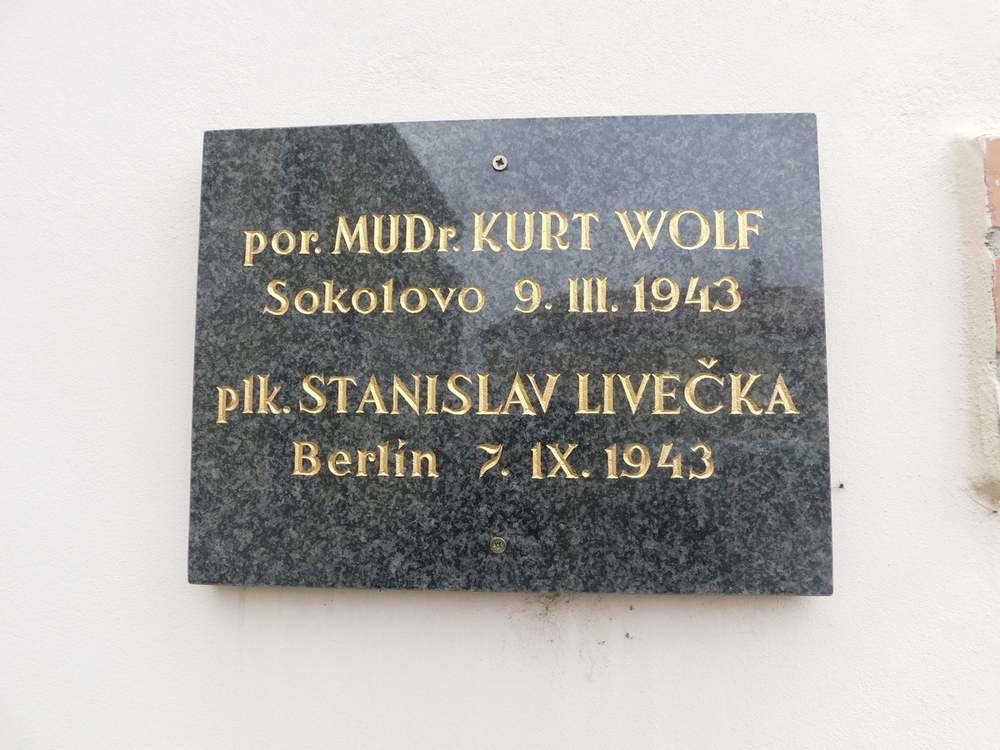 por. MUDr. KURT WOLF
Sokolovo 9. III. 1943
plk. STANISLAV LIVEČKA
Berlín 7. IX. 1943